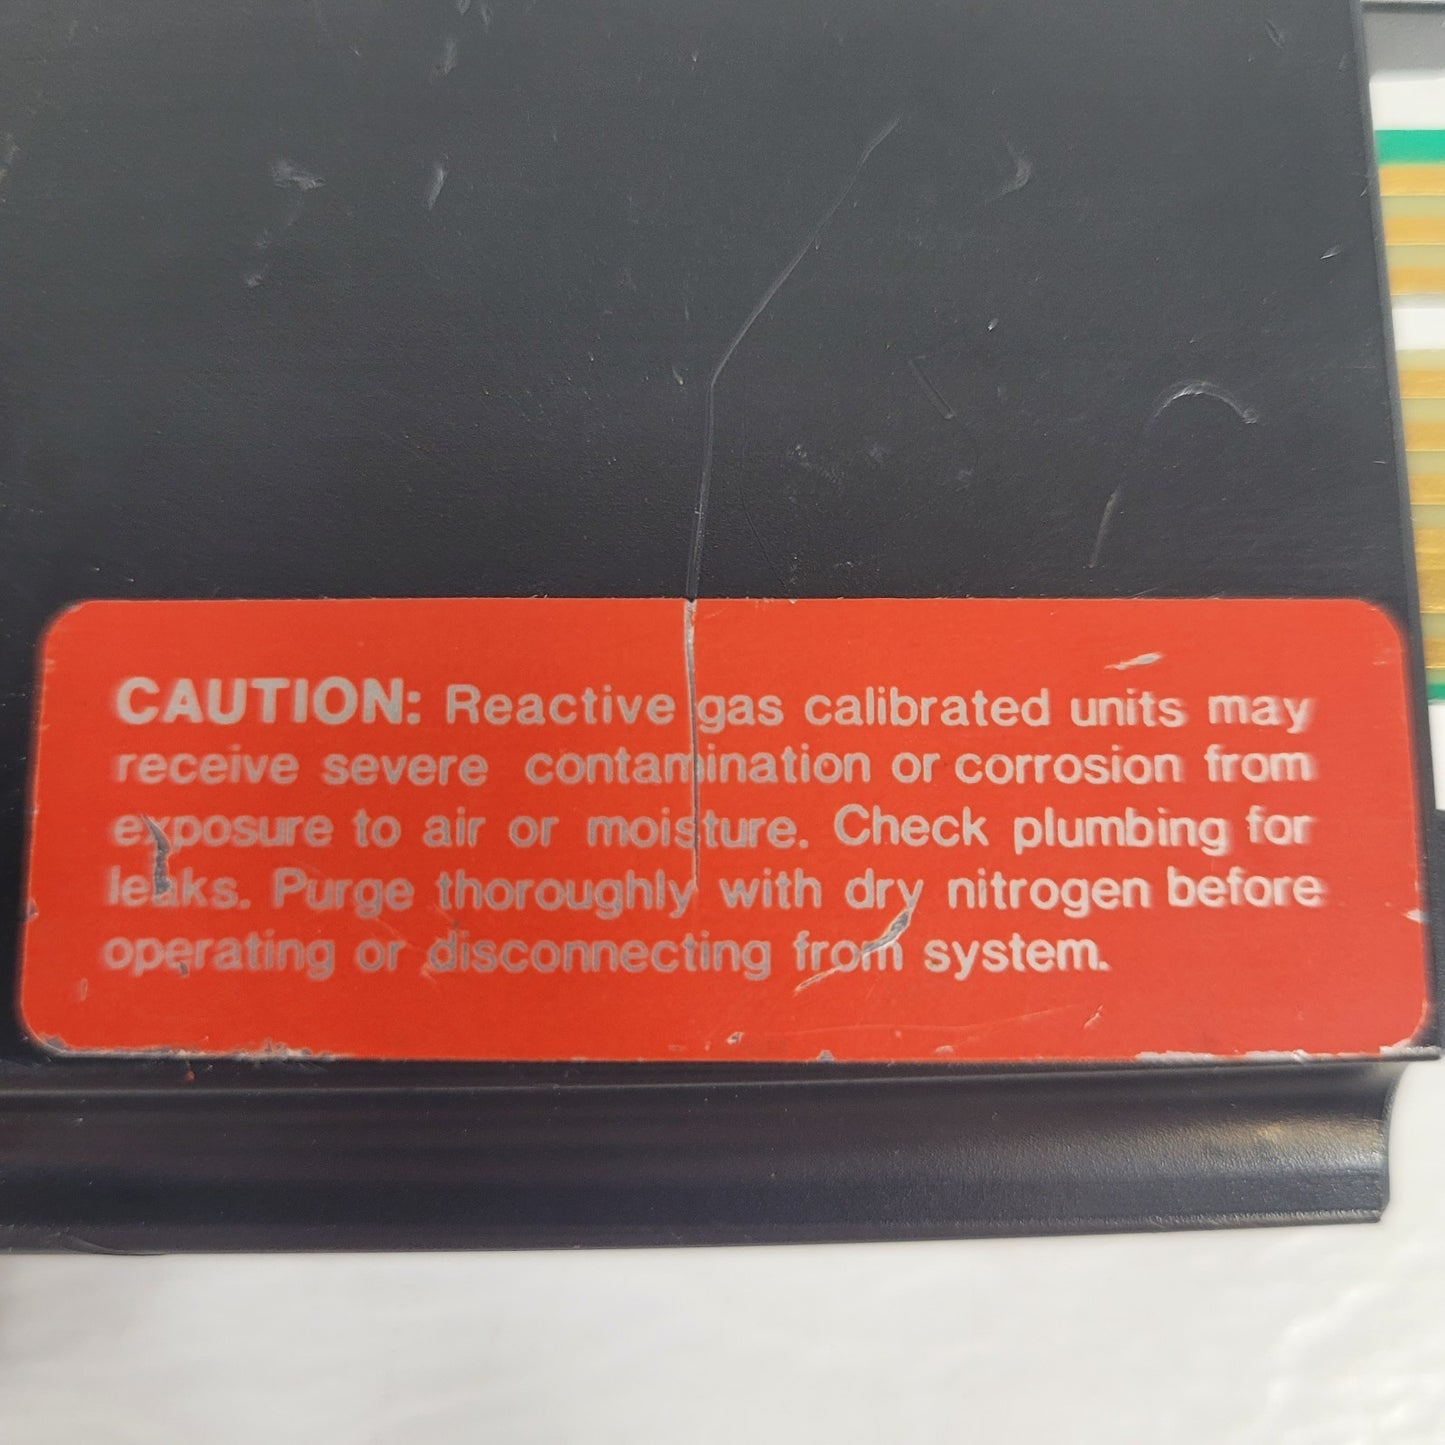 CAUTION: Reactive gas calibrated units may
receive severe contamination or corrosion from
exposure to air or moisture. Check plumbing for
leaks. Purge thoroughly with dry nitrogen before
operating or disconnecting from system.